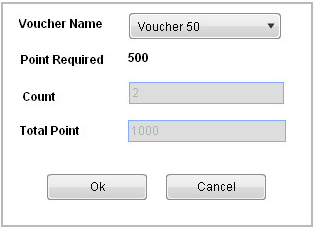 Voucher Name Voucher 50
Point Required 500
Count 2
Total Point 1000
Ok Cancel